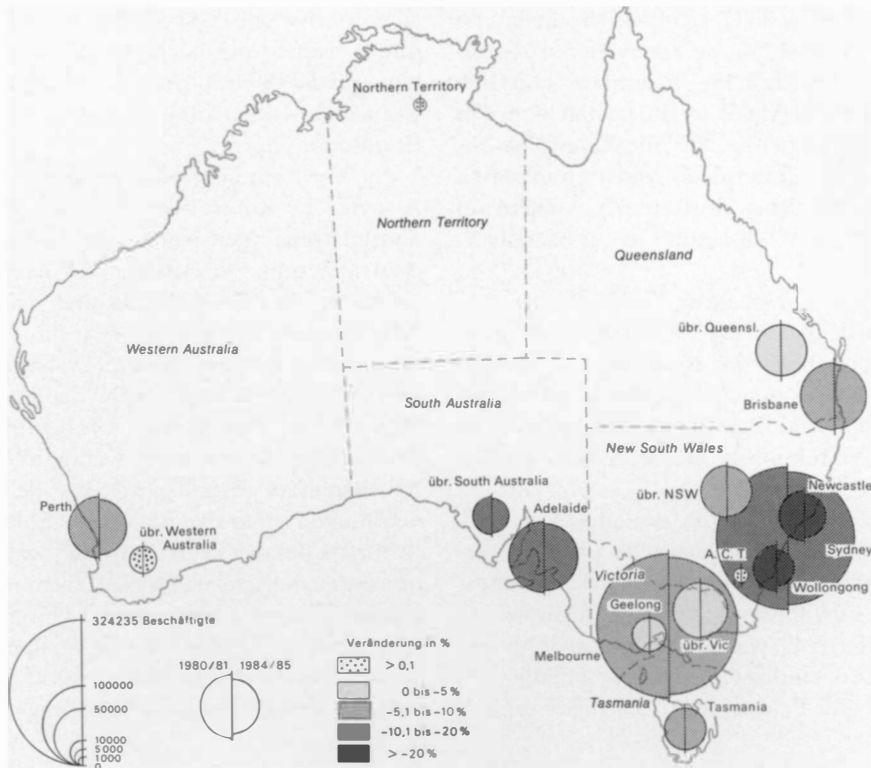 Northern Territory
Northern Territory
Queensland
übr. Queensl.
Western Australia
Brisbane
South Australia
New South Wales
übr. South Australia
übr. NSW
Newcastle
Perth
Adelaide
übr. Western
Australia
Sydney
A. C. T.
Victoria
Wollongong
Geelong
übr. Vic
Melbourne
Tasmania
Tasmania
324235 Beschäftigte
100000
50000
10000
5000
1000
0
1980/81 1984/85
Veränderung in %
> 0,1
0 bis -5%
-5,1 bis -10%
-10,1 bis -20%
> -20%